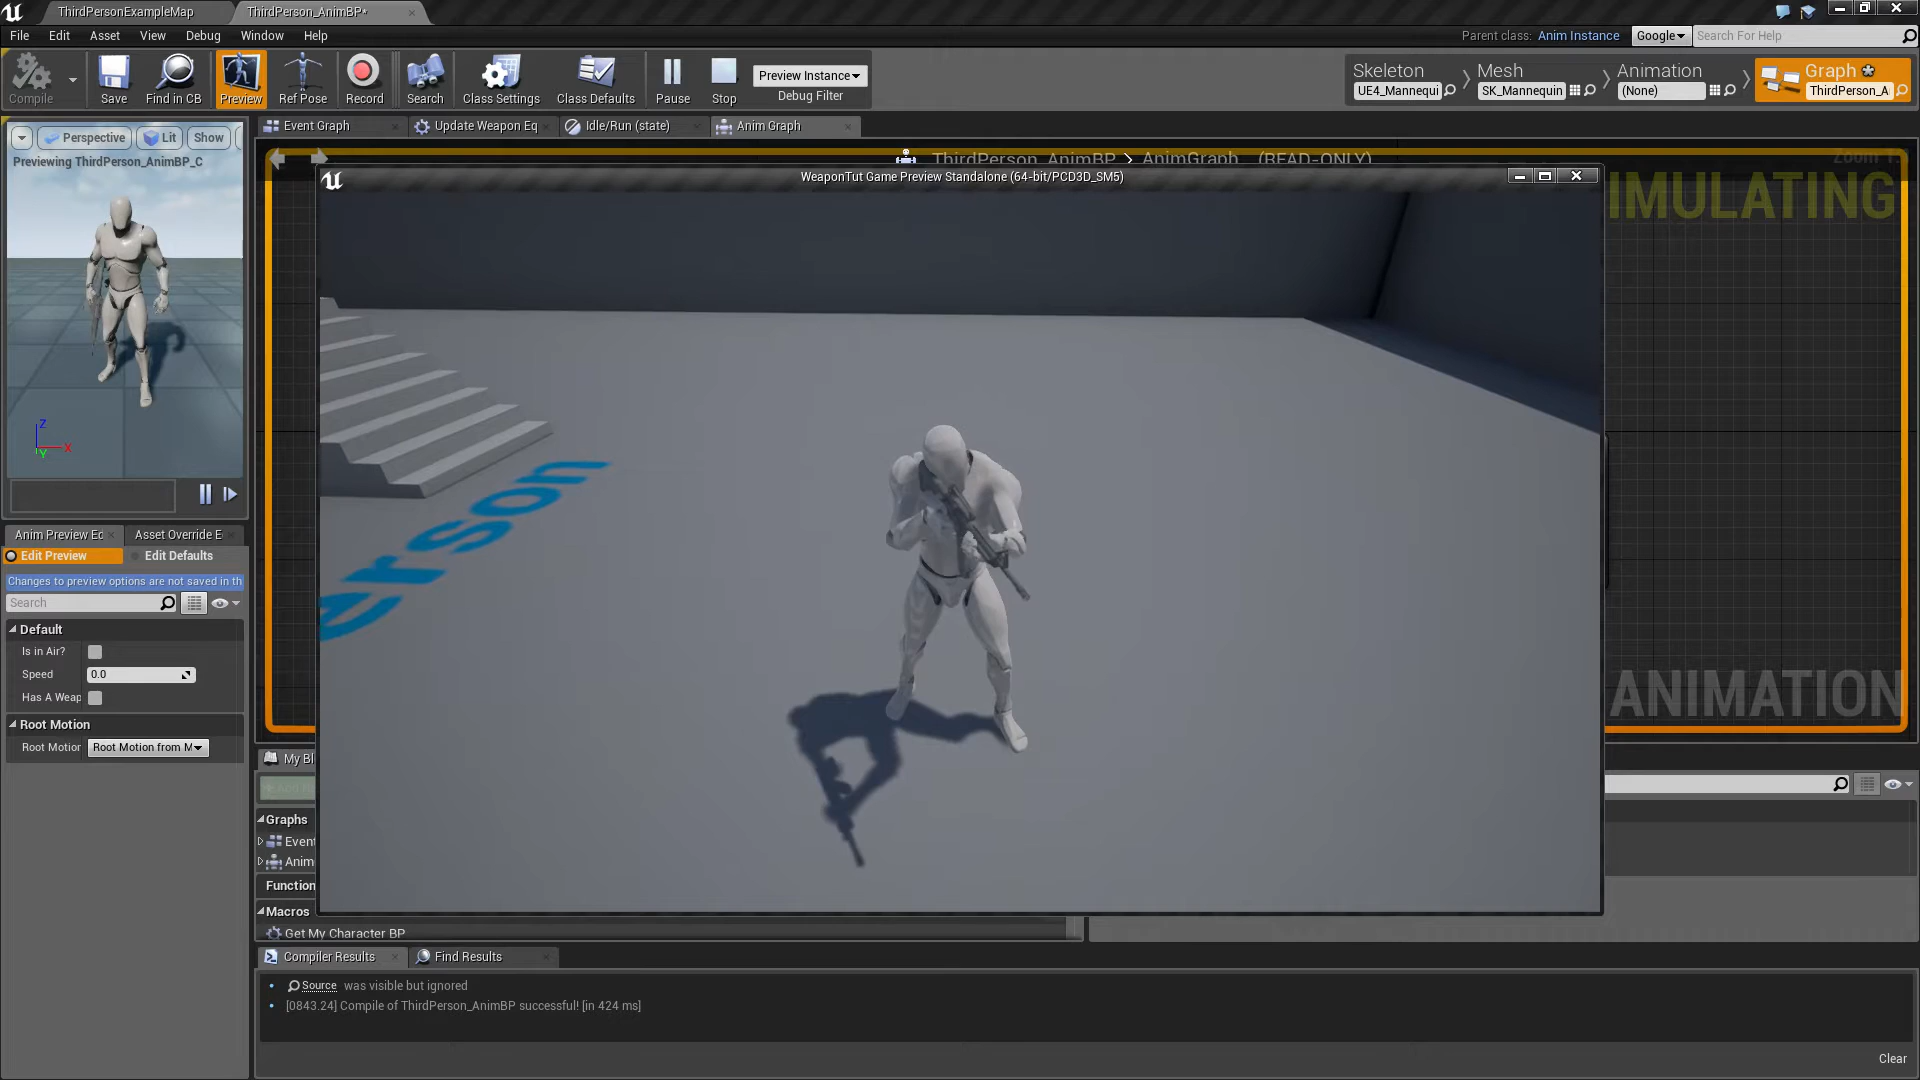 ThirdPersonExampleMap
ThirdPerson_AnimBP*
File Edit Asset View Debug Window Help
Parent class: Anim Instance
Google
Search For Help
Compile
Save
Find in CB
Preview
Ref Pose
Record
Search
Class Settings
Class Defaults
Pause
Stop
Preview Instance
Debug Filter
Skeleton
UE4_Mannequi
Mesh
SK_Mannequin
Animation
(None)
Graph
ThirdPerson_A
Perspective
Lit
Show
Previewing ThirdPerson_AnimBP_C
Event Graph
Update Weapon Eq
Idle/Run (state)
Anim Graph
ThirdPerson_AnimBP > AnimGraph (READ-ONLY)
WeaponTut Game Preview Standalone (64-bit/PCD3D_SM5)
IMULATING
erson
Z
X
Y
Anim Preview Ec
Asset Override E
Edit Preview
Edit Defaults
Changes to preview options are not saved in th
Search
Default
Is in Air?
Speed 0.0
Has A Weap
Root Motion
Root Motior Root Motion from M
ANIMATION
My Bl
Graphs
Event
Anim
Function
Macros
Get My Character BP
Compiler Results
Find Results
Source was visible but ignored
[0843.24] Compile of ThirdPerson_AnimBP successful! [in 424 ms]
Clear